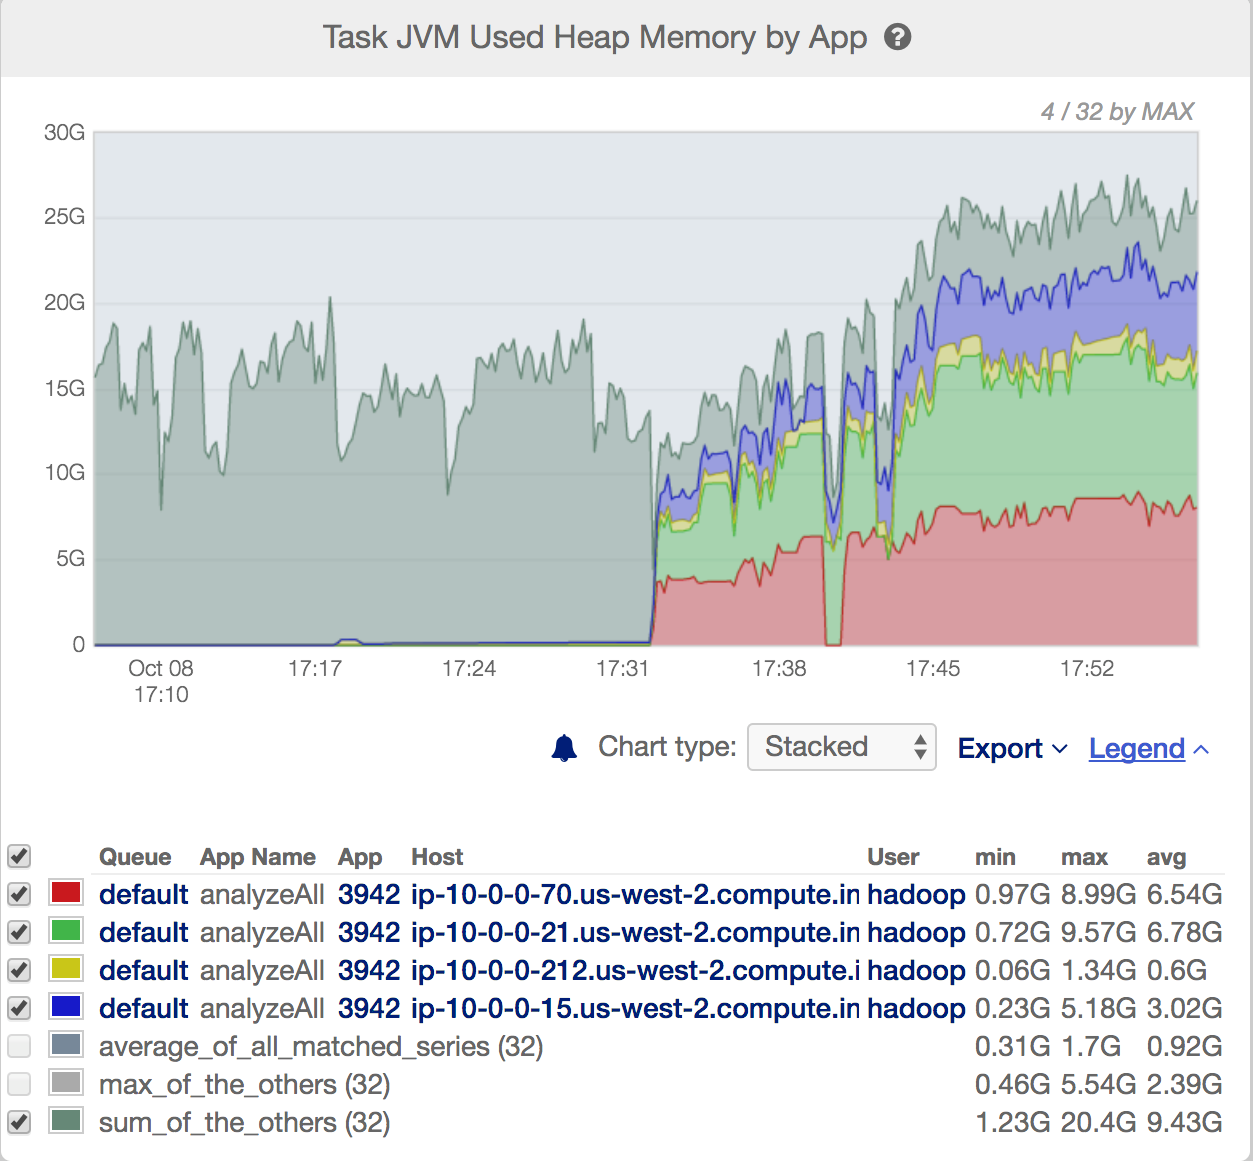 Task JVM Used Heap Memory by App ?
4 / 32 by MAX
30G
25G
20G
15G
10G
5G
0
Oct 08 17:17 17:24 17:31 17:38 17:45 17:52
17:10
Chart type: Stacked Export Legend
Queue App Name App Host User min max avg
default analyzeAll 3942 ip-10-0-0-70.us-west-2.compute.in hadoop 0.97G 8.99G 6.54G
default analyzeAll 3942 ip-10-0-0-21.us-west-2.compute.in hadoop 0.72G 9.57G 6.78G
default analyzeAll 3942 ip-10-0-0-212.us-west-2.compute.i hadoop 0.06G 1.34G 0.6G
default analyzeAll 3942 ip-10-0-0-15.us-west-2.compute.in hadoop 0.23G 5.18G 3.02G
average_of_all_matched_series (32) 0.31G 1.7G 0.92G
max_of_the_others (32) 0.46G 5.54G 2.39G
sum_of_the_others (32) 1.23G 20.4G 9.43G